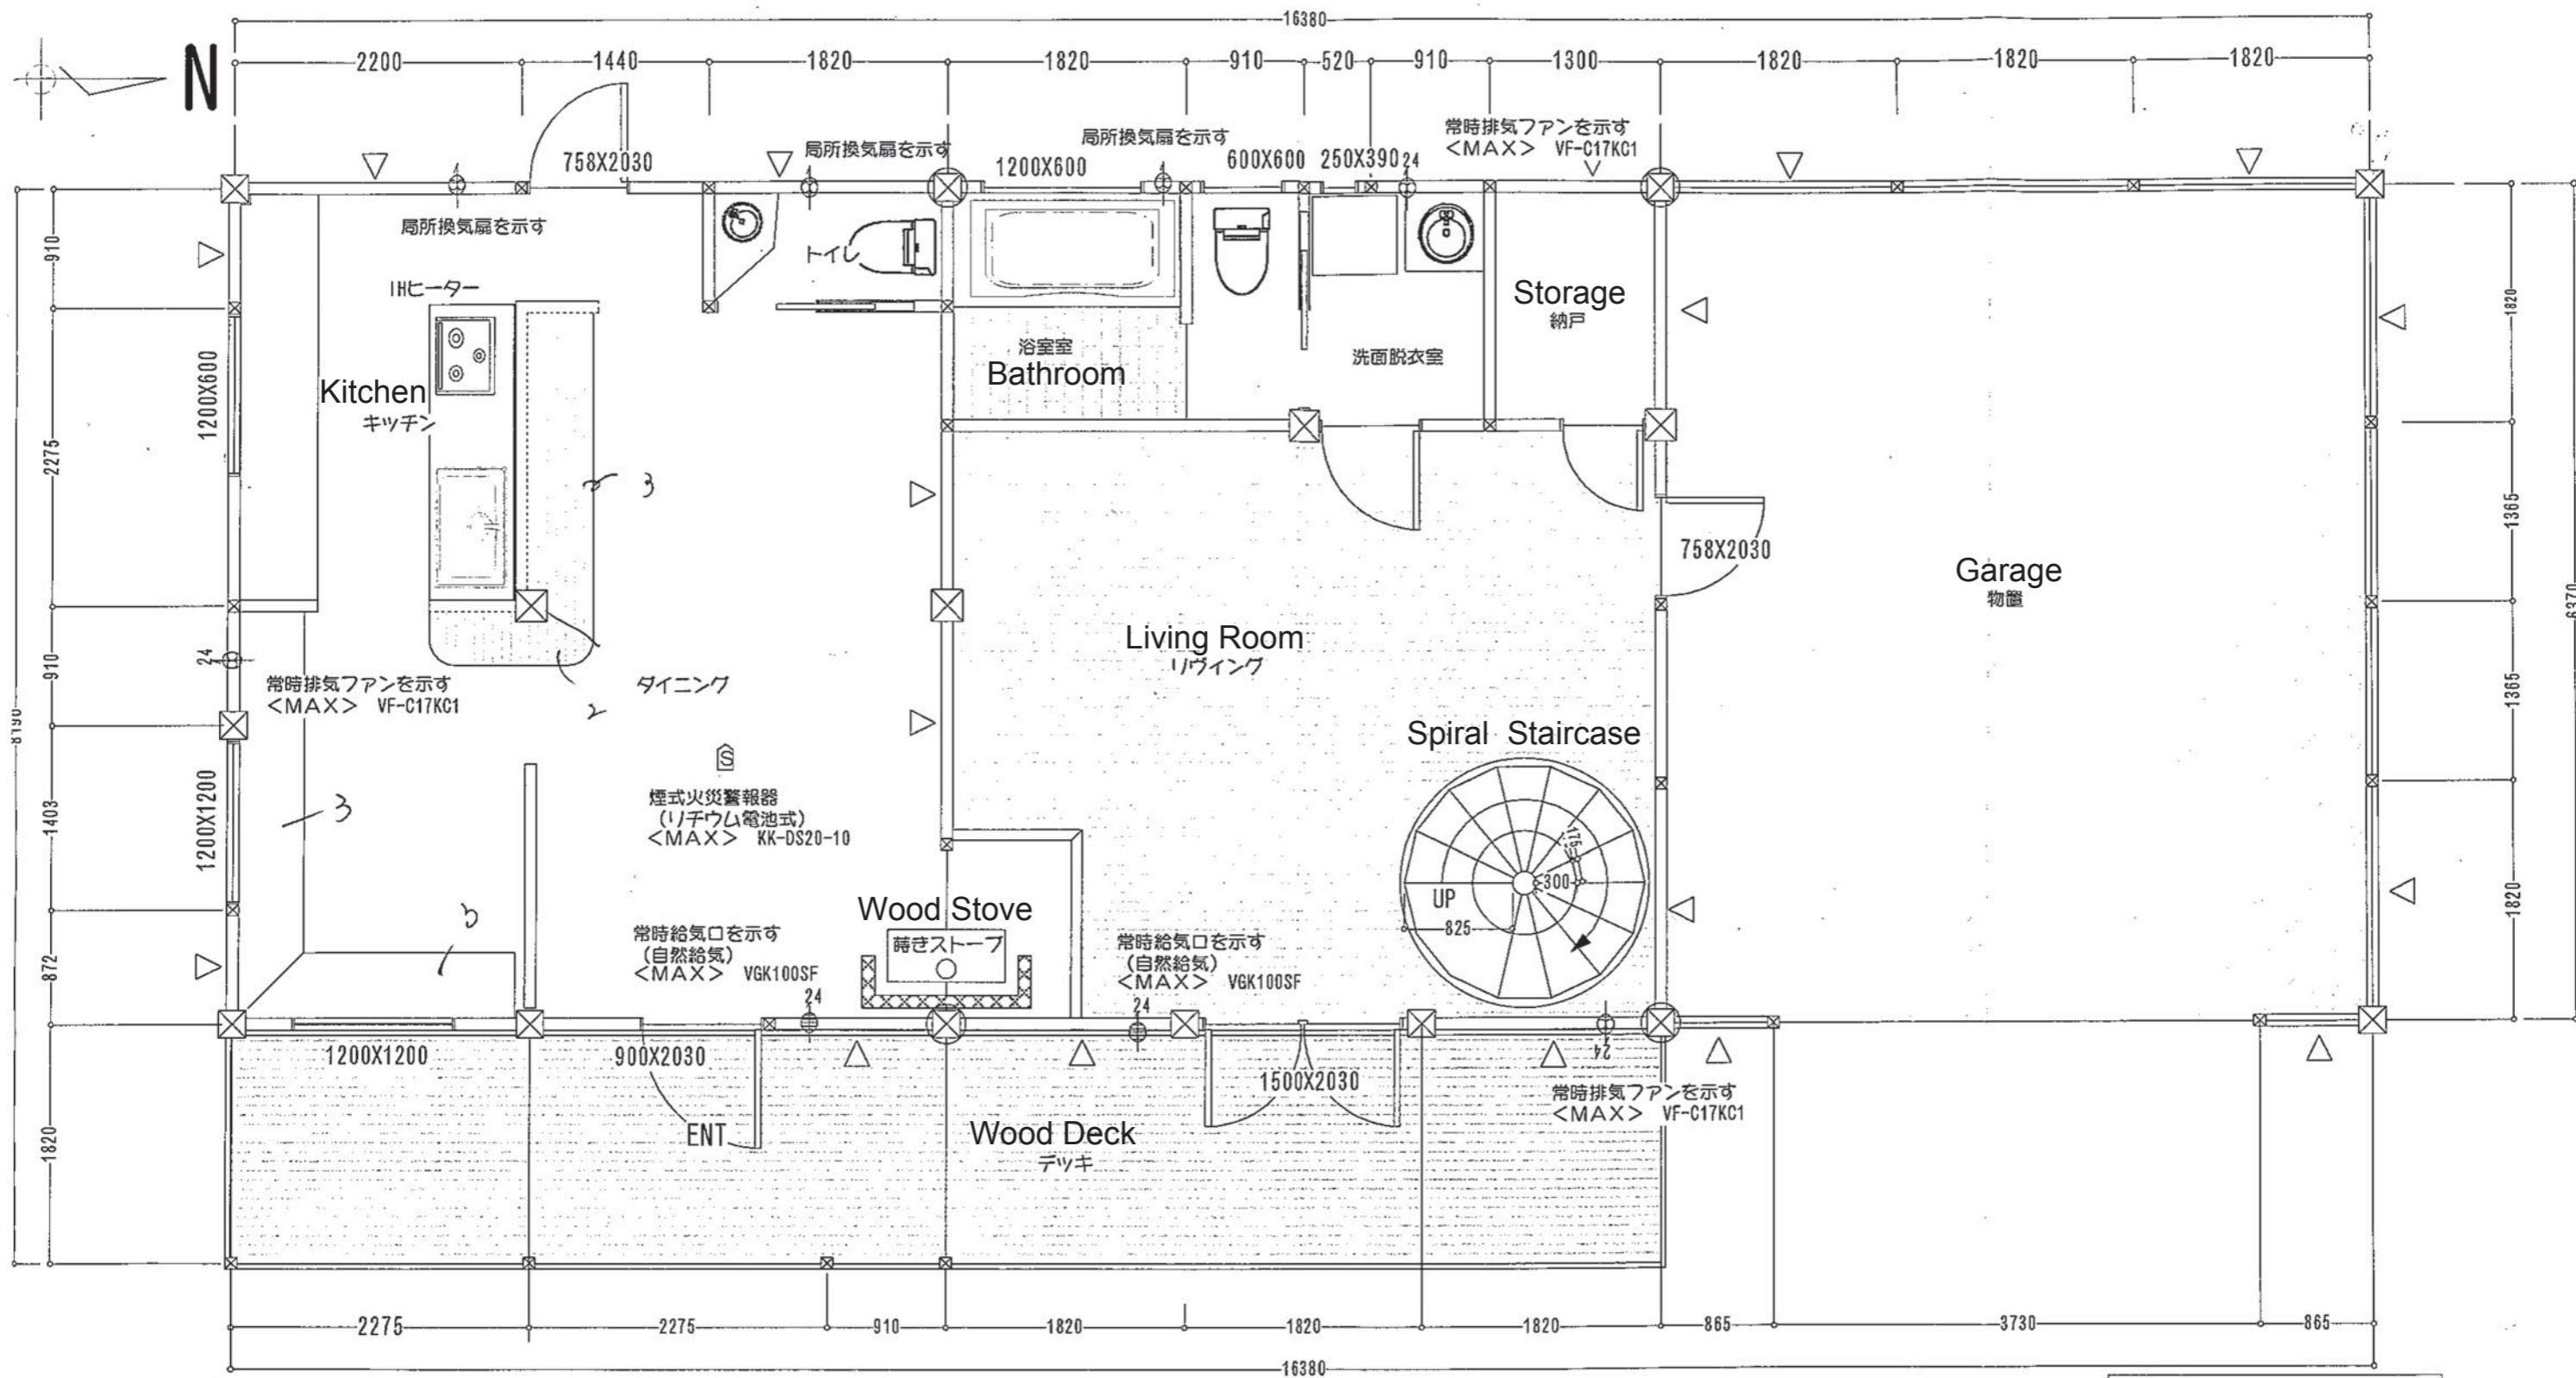 16380
2200
1440
1820
1820
910
520
910
1300
1820
1820
1820
N
758X2030
局所換気扇を示す
局所換気扇を示す
1200X600
600X600
250X390
24
常時排気ファンを示す
<MAX> VF-C17KC1
局所換気扇を示す
IHヒーター
トイレ
Kitchen
キッチン
浴室室
Bathroom
洗面脱衣室
Storage
納戸
910
2275
910
1403
872
1820
8190
1200X600
24
1200X1200
常時排気ファンを示す
<MAX> VF-C17KC1
3
2
3
ダイニング
S
煙式火災警報器
(リチウム電池式)
<MAX> KK-DS20-10
Living Room
リヴィング
758X2030
Garage
物置
Spiral Staircase
175
300
UP
825
Wood Stove
蒔きストーブ
常時給気口を示す
(自然給気)
<MAX> VGK100SF
24
常時給気口を示す
(自然給気)
<MAX> VGK100SF
24
1820
1365
1365
1820
6370
1200X1200
900X2030
ENT
1500X2030
24
常時排気ファンを示す
<MAX> VF-C17KC1
Wood Deck
デッキ
2275
2275
910
1820
1820
1820
865
3730
865
16380